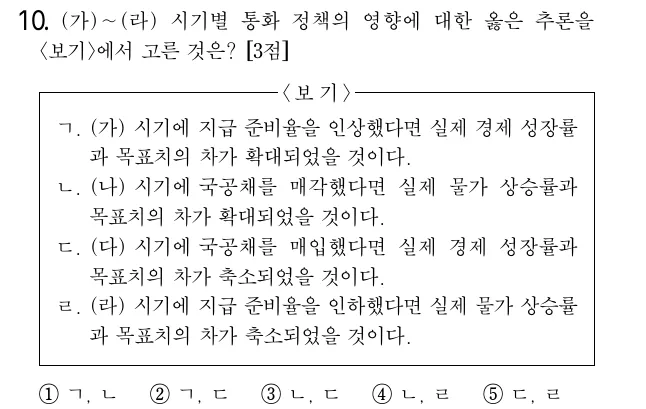 10. (가)~(라) 시기별 통화 정책의 영향에 대한 옳은 추론을
<보기>에서 고른 것은? [3점]
<보 기>
ㄱ. (가) 시기에 지급 준비율을 인상했다면 실제 경제 성장률
과 목표치의 차가 확대되었을 것이다.
ㄴ. (나) 시기에 국공채를 매각했다면 실제 물가 상승률과
목표치의 차가 확대되었을 것이다.
ㄷ. (다) 시기에 국공채를 매입했다면 실제 경제 성장률과
목표치의 차가 축소되었을 것이다.
ㄹ. (라) 시기에 지급 준비율을 인하했다면 실제 물가 상승률
과 목표치의 차가 축소되었을 것이다.
① ㄱ, ㄴ ② ㄱ, ㄷ ③ ㄴ, ㄷ ④ ㄴ, ㄹ ⑤ ㄷ, ㄹ